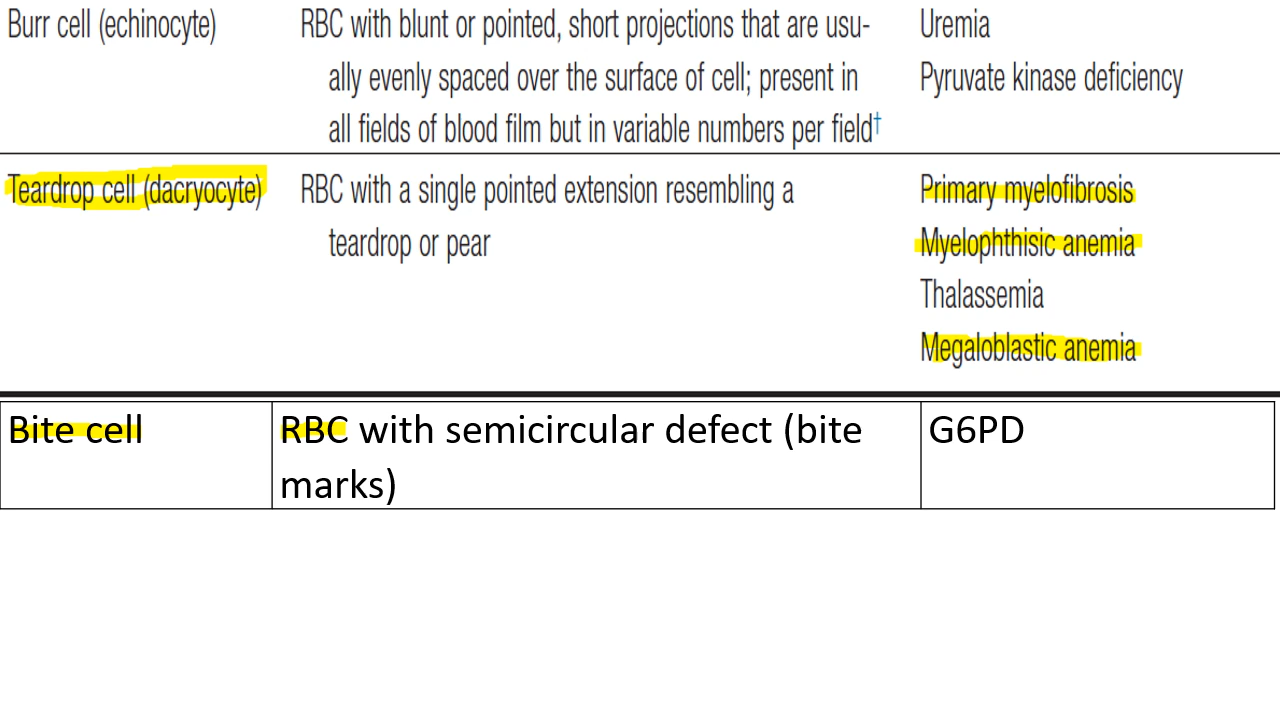 Burr cell (echinocyte) RBC with blunt or pointed, short projections that are usu- Uremia
ally evenly spaced over the surface of cell; present in Pyruvate kinase deficiency
all fields of blood film but in variable numbers per field†
Teardrop cell (dacryocyte) RBC with a single pointed extension resembling a Primary myelofibrosis
teardrop or pear Myelophthisic anemia
Thalassemia
Megaloblastic anemia
Bite cell RBC with semicircular defect (bite G6PD
marks)